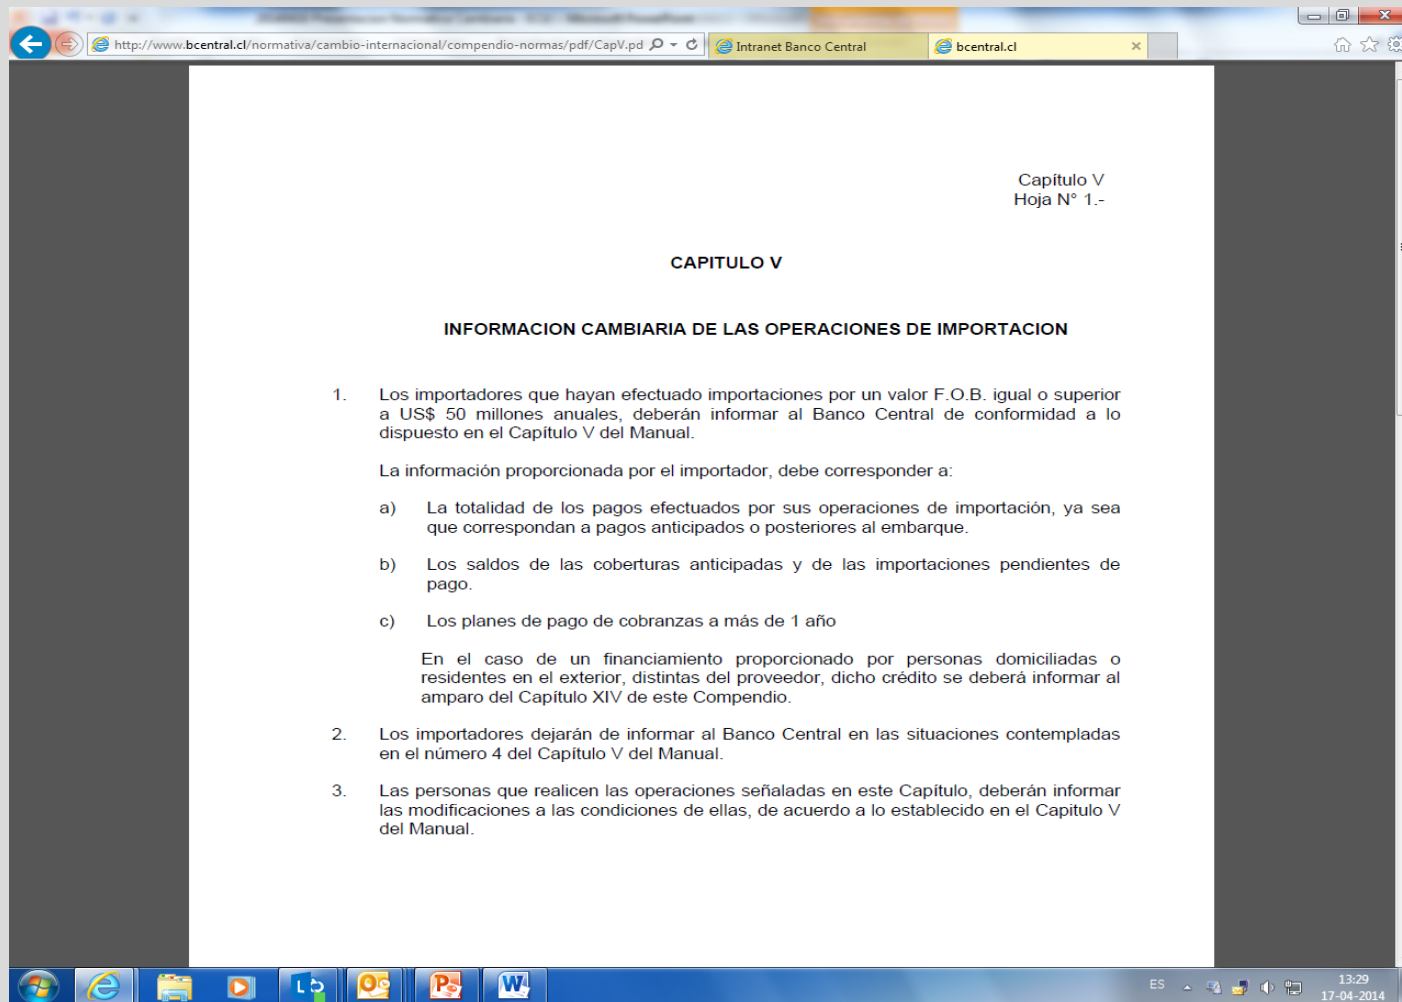 http://www.bcentral.cl/normativa/cambio-internacional/compendio-normas/pdf/CapV.pd
Intranet Banco Central
bcentral.cl
Capítulo V
Hoja N° 1.-
CAPITULO V
INFORMACION CAMBIARIA DE LAS OPERACIONES DE IMPORTACION
1. Los importadores que hayan efectuado importaciones por un valor F.O.B. igual o superior
a US$ 50 millones anuales, deberán informar al Banco Central de conformidad a lo
dispuesto en el Capítulo V del Manual.
La información proporcionada por el importador, debe corresponder a:
a) La totalidad de los pagos efectuados por sus operaciones de importación, ya sea
que correspondan a pagos anticipados o posteriores al embarque.
b) Los saldos de las coberturas anticipadas y de las importaciones pendientes de
pago.
c) Los planes de pago de cobranzas a más de 1 año
En el caso de un financiamiento proporcionado por personas domiciliadas o
residentes en el exterior, distintas del proveedor, dicho crédito se deberá informar al
amparo del Capítulo XIV de este Compendio.
2. Los importadores dejarán de informar al Banco Central en las situaciones contempladas
en el número 4 del Capítulo V del Manual.
3. Las personas que realicen las operaciones señaladas en este Capítulo, deberán informar
las modificaciones a las condiciones de ellas, de acuerdo a lo establecido en el Capitulo V
del Manual.
ES
13:29
17-04-2014